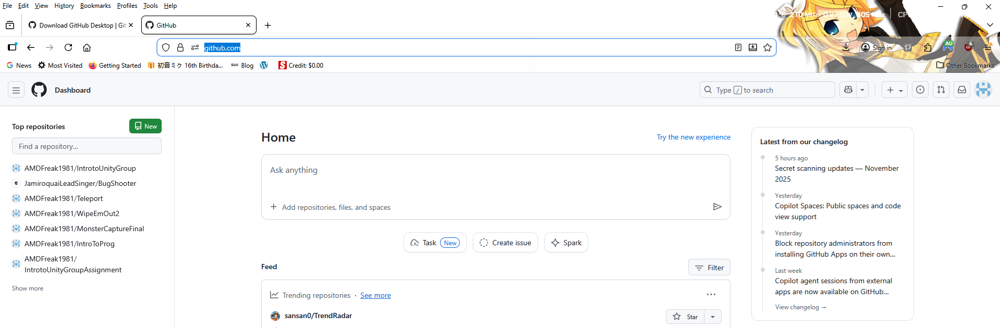 File Edit View History Bookmarks Profiles Tools Help
Download GitHub Desktop | Git
GitHub
210 MHz 0 V 0 W 405
CP
github.com
Sign in
AU
6
News Most Visited Getting Started 初音ミク 16th Birthda... Blog Credit: $0.00 Other Bookmarks
Dashboard
Type / to search
Top repositories
New
Find a repository...
AMDFreak1981/IntrotoUnityGroup
JamiroquaiLeadSinger/BugShooter
AMDFreak1981/Teleport
AMDFreak1981/WipeEmOut2
AMDFreak1981/MonsterCaptureFinal
AMDFreak1981/IntroToProg
AMDFreak1981/
IntrotoUnityGroupAssignment
Show more
Home
Try the new experience
Ask anything
Add repositories, files, and spaces
Task New
Create issue
Spark
Feed
Filter
Trending repositories · See more
sansan0/TrendRadar
Star
Latest from our changelog
5 hours ago
Secret scanning updates — November
2025
Yesterday
Copilot Spaces: Public spaces and code
view support
Yesterday
Block repository administrators from
installing GitHub Apps on their own...
Last week
Copilot agent sessions from external
apps are now available on GitHub...
View changelog →